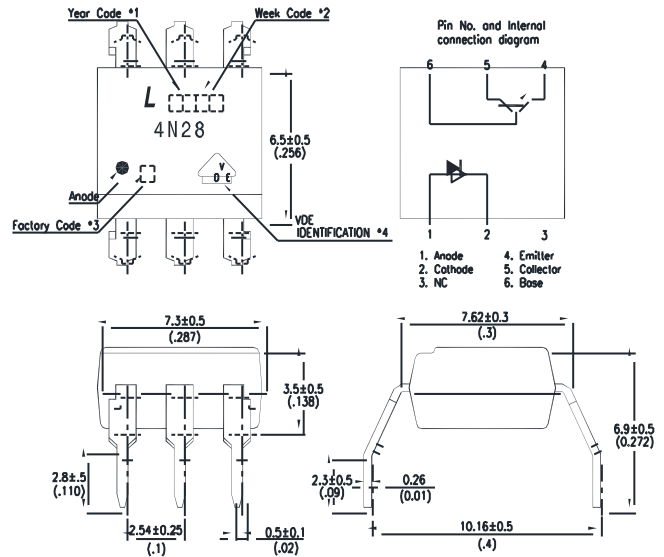 Year Code *1
Week Code *2
L
4N28
V
D E
Anode
Factory Code *3
VDE
IDENTIFICATION *4
6.5±0.5
(.256)
Pin No. and Internal
connection diagram
6 5 4
1 2 3
1. Anode 4. Emitter
2. Cathode 5. Collector
3. NC 6. Base
7.3±0.5
(.287)
3.5±0.5
(.138)
2.8±.5
(.110)
2.54±0.25
(.1)
0.5±0.1
(.02)
7.62±0.3
(.3)
6.9±0.5
(0.272)
2.3±0.5
(.09)
0.26
(0.01)
10.16±0.5
(.4)